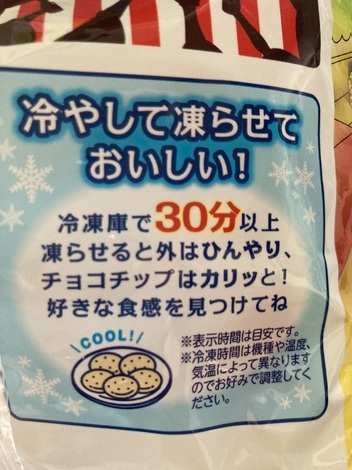 冷やして凍らせて
おいしい!
冷凍庫で30分以上
凍らせると外はひんやり、
チョコチップはカリッと!
好きな食感を見つけてね
COOL!
※表示時間は目安です。
※冷凍時間は機種や温度、
気温によって異なります
のでお好みで調整してく
ださい。